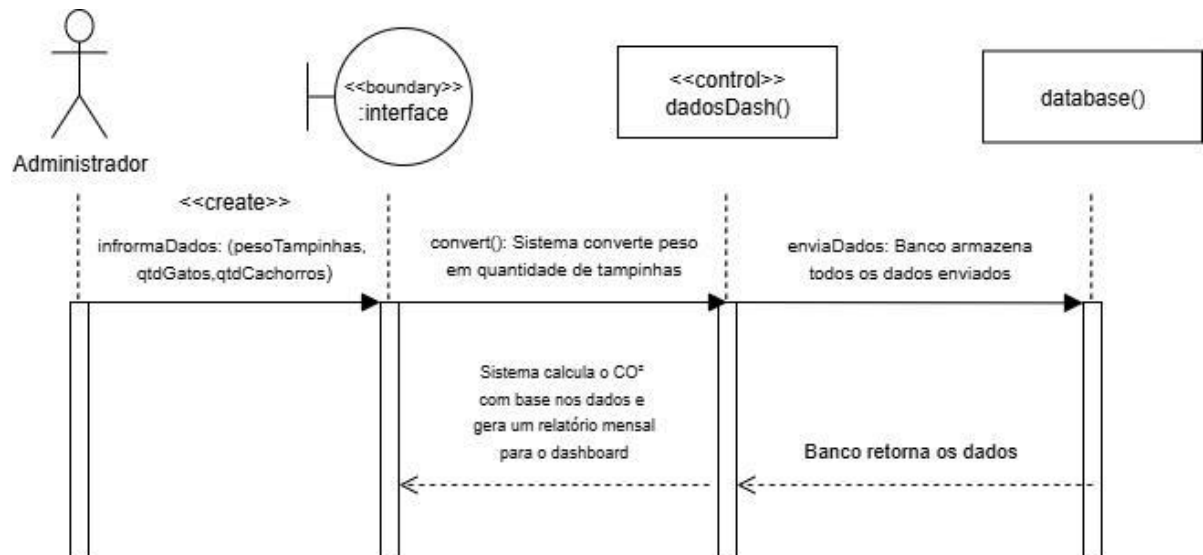 <<boundary>>
:interface
<<control>>
dadosDash()
database()
Administrador
<<create>>
infrormaDados: (pesoTampinhas,
qtdGatos,qtdCachorros)
convert(): Sistema converte peso
em quantidade de tampinhas
enviaDados: Banco armazena
todos os dados enviados
Sistema calcula o CO²
com base nos dados e
gera um relatório mensal
para o dashboard
Banco retorna os dados